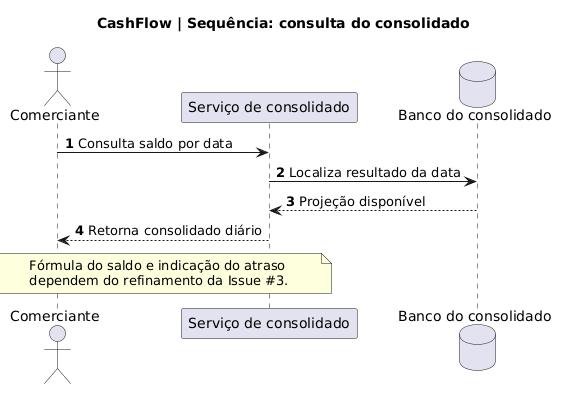 CashFlow | Sequência: consulta do consolidado
Comerciante
Serviço de consolidado
Banco do consolidado
1 Consulta saldo por data
2 Localiza resultado da data
3 Projeção disponível
4 Retorna consolidado diário
Fórmula do saldo e indicação do atraso
dependem do refinamento da Issue #3.
Comerciante
Serviço de consolidado
Banco do consolidado